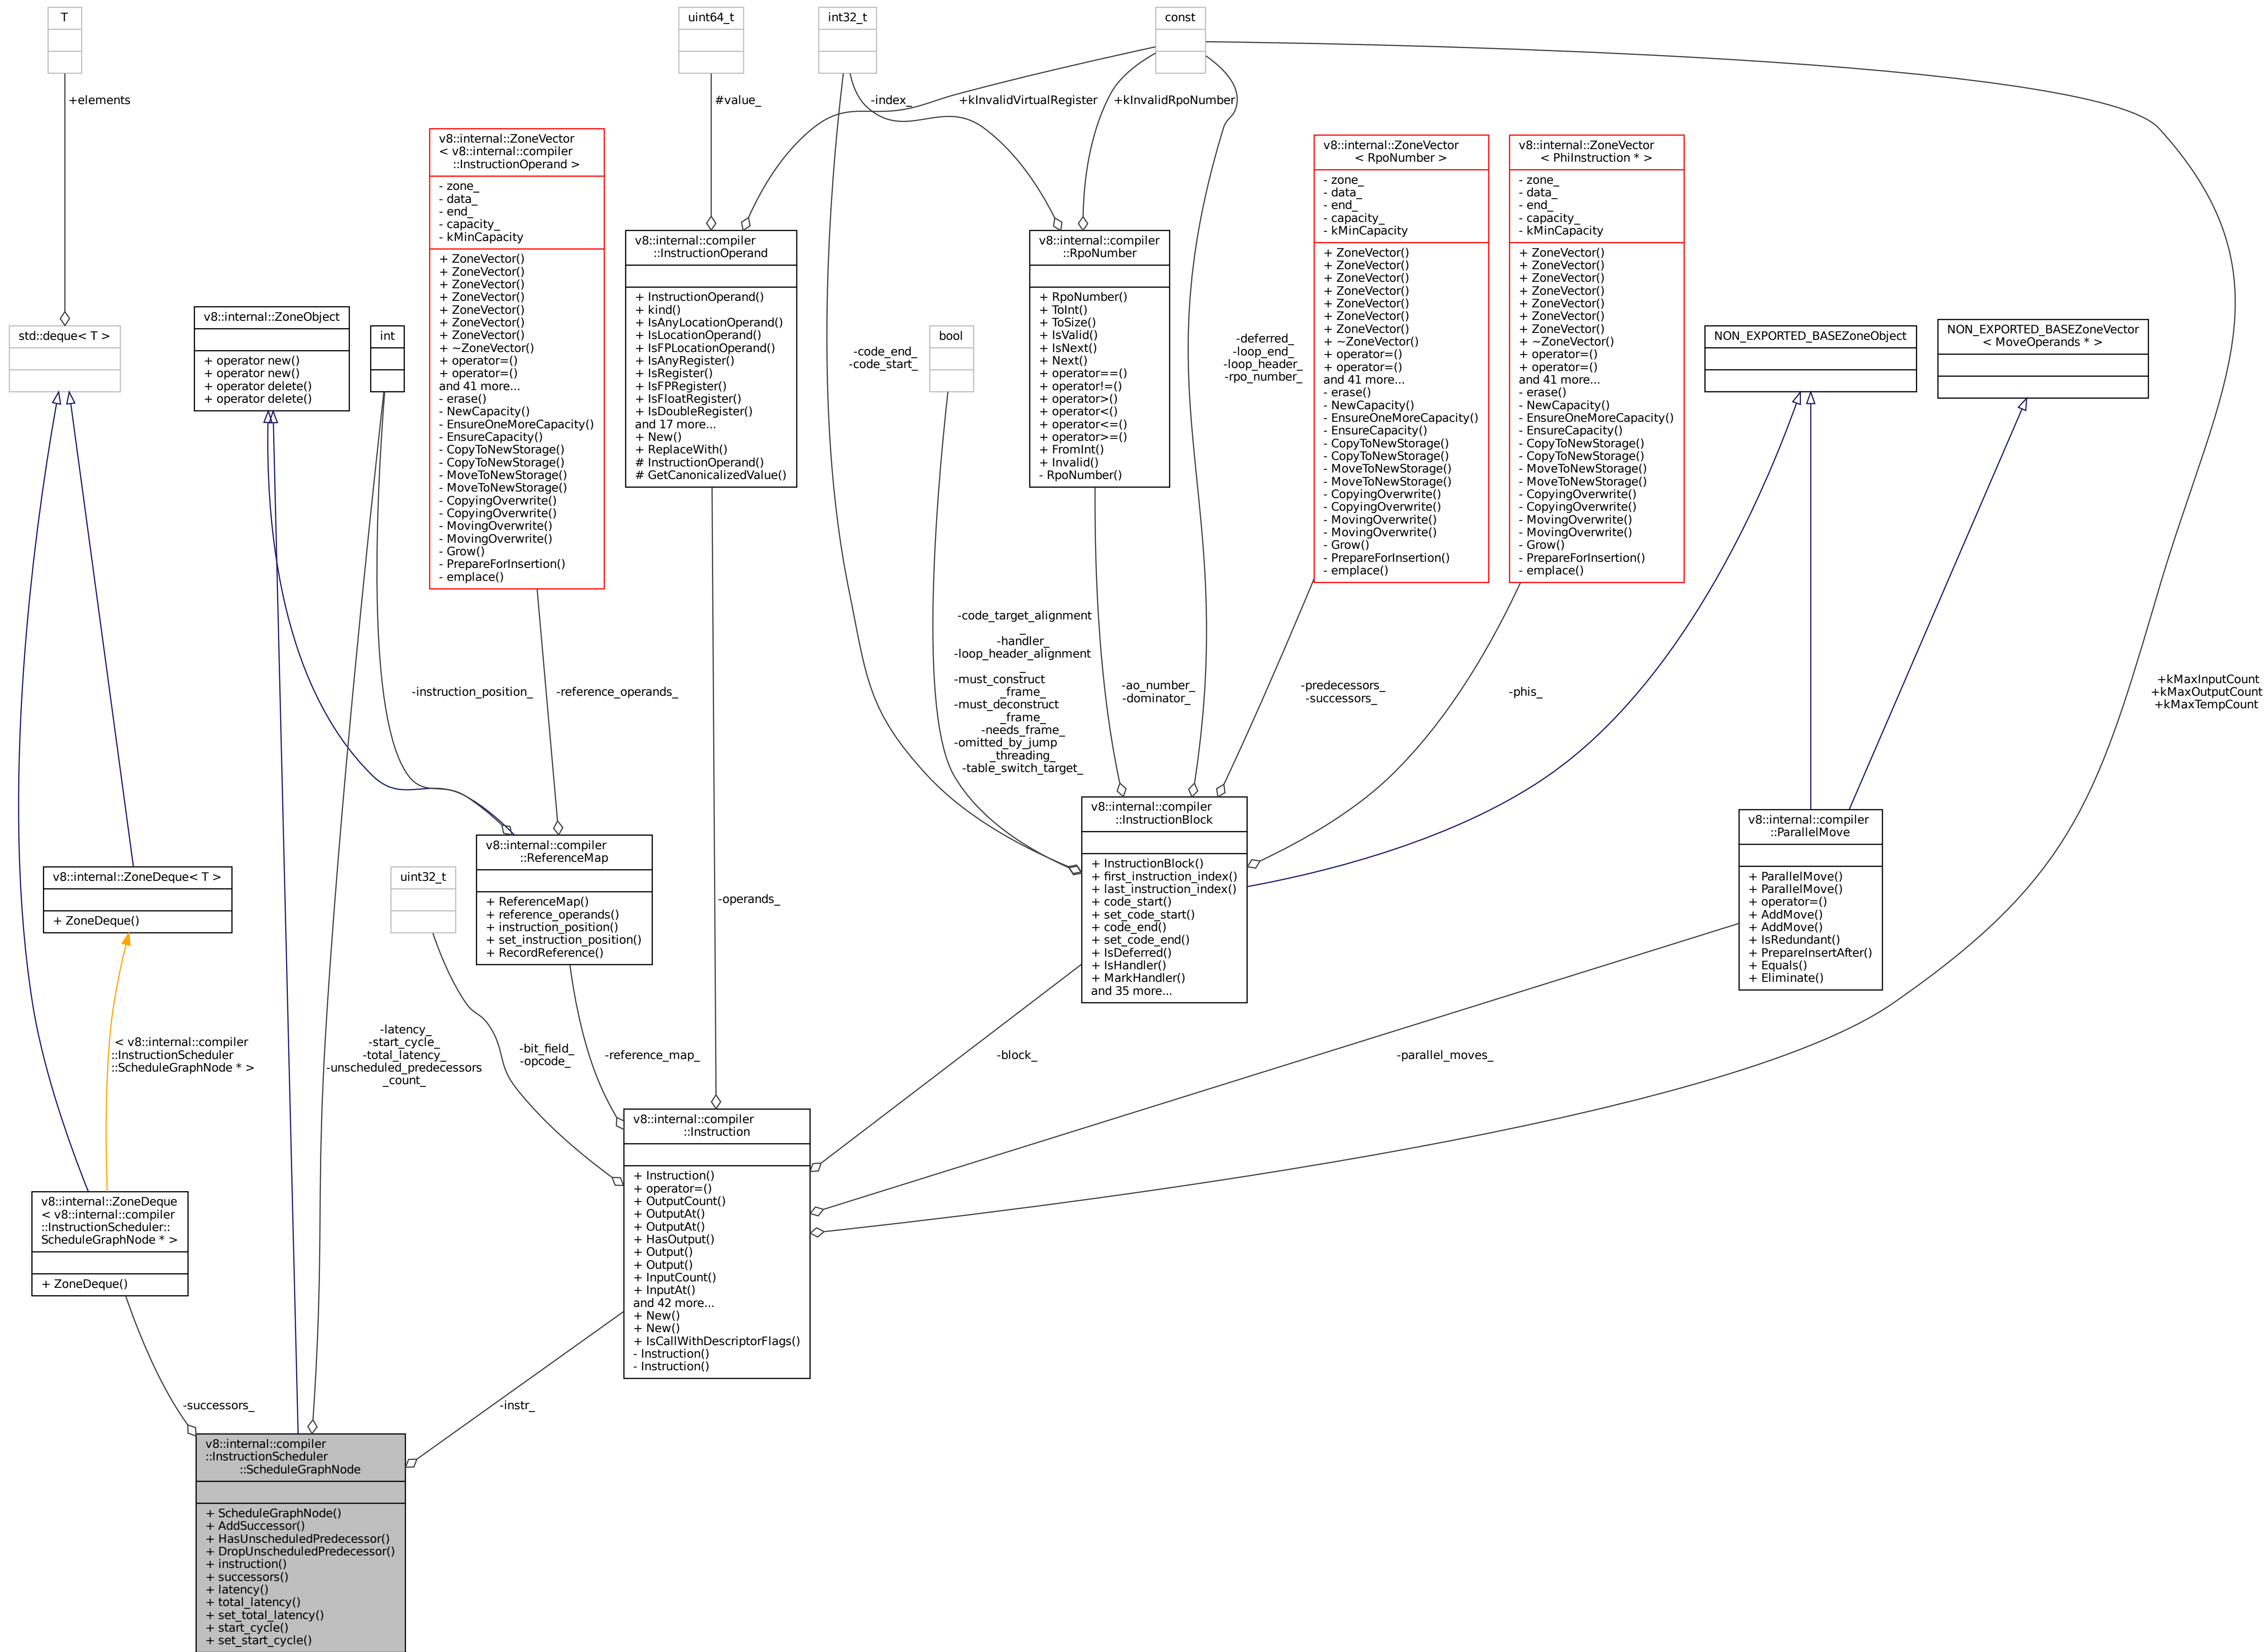 T
uint64_t
int32_t
const
+elements
#value_
-index_
+kInvalidVirtualRegister
+kInvalidRpoNumber
v8::internal::ZoneVector
< v8::internal::compiler
::InstructionOperand >
- zone_
- data_
- end_
- capacity_
- kMinCapacity
+ ZoneVector()
+ ZoneVector()
+ ZoneVector()
+ ZoneVector()
+ ZoneVector()
+ ZoneVector()
+ ZoneVector()
+ ~ZoneVector()
+ operator=()
+ operator=()
and 41 more...
- erase()
- NewCapacity()
- EnsureOneMoreCapacity()
- EnsureCapacity()
- CopyToNewStorage()
- CopyToNewStorage()
- MoveToNewStorage()
- MoveToNewStorage()
- CopyingOverwrite()
- CopyingOverwrite()
- MovingOverwrite()
- MovingOverwrite()
- Grow()
- PrepareForInsertion()
- emplace()
v8::internal::ZoneVector
< RpoNumber >
- zone_
- data_
- end_
- capacity_
- kMinCapacity
+ ZoneVector()
+ ZoneVector()
+ ZoneVector()
+ ZoneVector()
+ ZoneVector()
+ ZoneVector()
+ ZoneVector()
+ ~ZoneVector()
+ operator=()
+ operator=()
and 41 more...
- erase()
- NewCapacity()
- EnsureOneMoreCapacity()
- EnsureCapacity()
- CopyToNewStorage()
- CopyToNewStorage()
- MoveToNewStorage()
- MoveToNewStorage()
- CopyingOverwrite()
- CopyingOverwrite()
- MovingOverwrite()
- MovingOverwrite()
- Grow()
- PrepareForInsertion()
- emplace()
v8::internal::ZoneVector
< PhiInstruction * >
- zone_
- data_
- end_
- capacity_
- kMinCapacity
+ ZoneVector()
+ ZoneVector()
+ ZoneVector()
+ ZoneVector()
+ ZoneVector()
+ ZoneVector()
+ ZoneVector()
+ ~ZoneVector()
+ operator=()
+ operator=()
and 41 more...
- erase()
- NewCapacity()
- EnsureOneMoreCapacity()
- EnsureCapacity()
- CopyToNewStorage()
- CopyToNewStorage()
- MoveToNewStorage()
- MoveToNewStorage()
- CopyingOverwrite()
- CopyingOverwrite()
- MovingOverwrite()
- MovingOverwrite()
- Grow()
- PrepareForInsertion()
- emplace()
v8::internal::compiler
::InstructionOperand
+ InstructionOperand()
+ kind()
+ IsAnyLocationOperand()
+ IsLocationOperand()
+ IsFPLocationOperand()
+ IsAnyRegister()
+ IsRegister()
+ IsFPRegister()
+ IsFloatRegister()
+ IsDoubleRegister()
and 17 more...
+ New()
+ ReplaceWith()
# InstructionOperand()
# GetCanonicalizedValue()
v8::internal::compiler
::RpoNumber
+ RpoNumber()
+ ToInt()
+ ToSize()
+ IsValid()
+ IsNext()
+ Next()
+ operator==()
+ operator!=()
+ operator>()
+ operator<()
+ operator<=()
+ operator>=()
+ FromInt()
+ Invalid()
- RpoNumber()
std::deque< T >
v8::internal::ZoneObject
+ operator new()
+ operator new()
+ operator delete()
+ operator delete()
int
bool
NON_EXPORTED_BASEZoneObject
NON_EXPORTED_BASEZoneVector
< MoveOperands * >
-code_end_
-code_start_
-deferred_
-loop_end_
-loop_header_
-rpo_number_
-code_target_alignment
_
-handler_
-loop_header_alignment
_
-must_construct
_frame_
-must_deconstruct
_frame_
-needs_frame_
-omitted_by_jump
_threading_
-table_switch_target_
-instruction_position_
-reference_operands_
-ao_number_
-dominator_
-predecessors_
-successors_
-phis_
+kMaxInputCount
+kMaxOutputCount
+kMaxTempCount
v8::internal::compiler
::InstructionBlock
+ InstructionBlock()
+ first_instruction_index()
+ last_instruction_index()
+ code_start()
+ set_code_start()
+ code_end()
+ set_code_end()
+ IsDeferred()
+ IsHandler()
+ MarkHandler()
and 35 more...
v8::internal::compiler
::ParallelMove
+ ParallelMove()
+ ParallelMove()
+ operator=()
+ AddMove()
+ AddMove()
+ IsRedundant()
+ PrepareInsertAfter()
+ Equals()
+ Eliminate()
v8::internal::compiler
::ReferenceMap
+ ReferenceMap()
+ reference_operands()
+ instruction_position()
+ set_instruction_position()
+ RecordReference()
v8::internal::ZoneDeque< T >
+ ZoneDeque()
uint32_t
-operands_
< v8::internal::compiler
::InstructionScheduler
::ScheduleGraphNode * >
-latency_
-start_cycle_
-total_latency_
-unscheduled_predecessors
_count_
-bit_field_
-opcode_
-reference_map_
-block_
-parallel_moves_
v8::internal::compiler
::Instruction
+ Instruction()
+ operator=()
+ OutputCount()
+ OutputAt()
+ OutputAt()
+ HasOutput()
+ Output()
+ Output()
+ InputCount()
+ InputAt()
and 42 more...
+ New()
+ New()
+ IsCallWithDescriptorFlags()
- Instruction()
- Instruction()
v8::internal::ZoneDeque
< v8::internal::compiler
::InstructionScheduler::
ScheduleGraphNode * >
+ ZoneDeque()
-successors_
-instr_
v8::internal::compiler
::InstructionScheduler
::ScheduleGraphNode
+ ScheduleGraphNode()
+ AddSuccessor()
+ HasUnscheduledPredecessor()
+ DropUnscheduledPredecessor()
+ instruction()
+ successors()
+ latency()
+ total_latency()
+ set_total_latency()
+ start_cycle()
+ set_start_cycle()